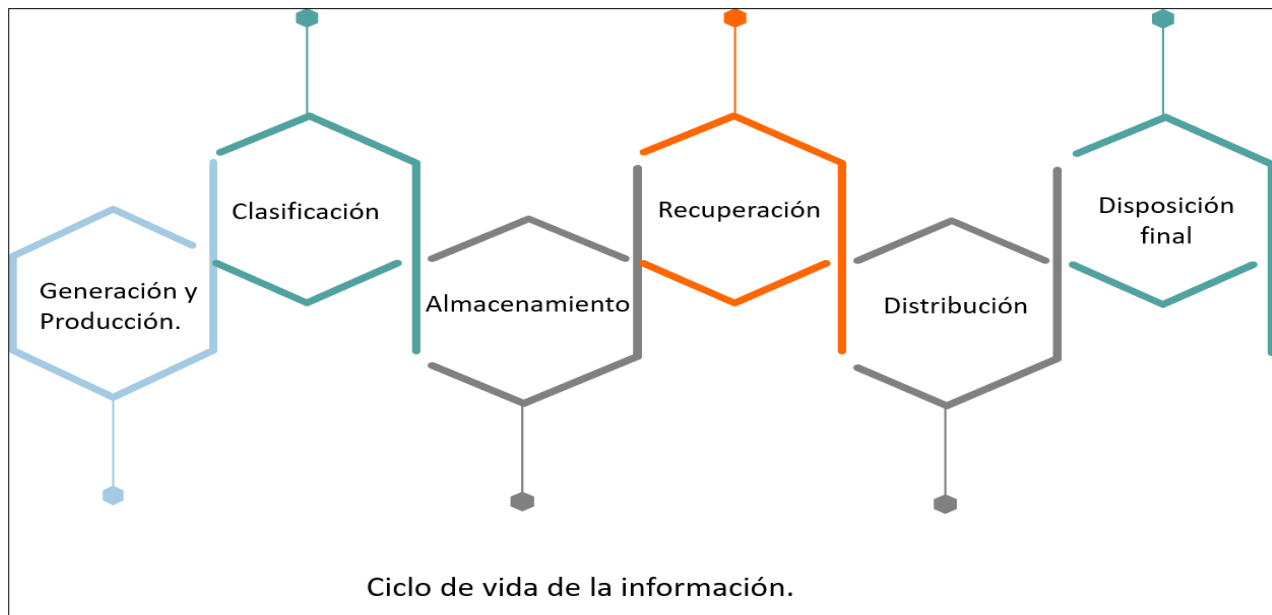 Generación y
Producción.
Clasificación
Almacenamiento
Recuperación
Distribución
Disposición
final
Ciclo de vida de la información.